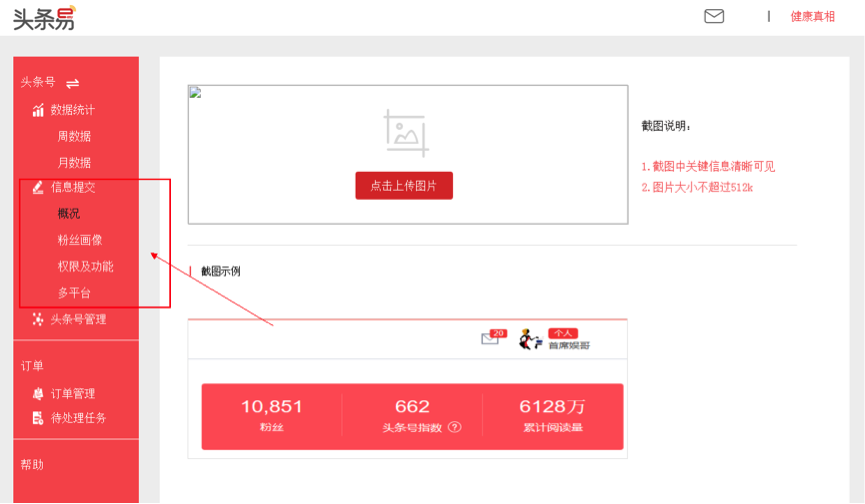 头条易
| 健康真相
头条号
数据统计
周数据
月数据
信息提交
概况
粉丝画像
权限及功能
多平台
头条号管理
订单
订单管理
待处理任务
帮助
点击上传图片
截图说明：
1.截图中关键信息清晰可见
2.图片大小不超过512k
截图示例
20
个人
首席娱哥
10,851 662 6128万
粉丝 头条号指数 ? 累计阅读量